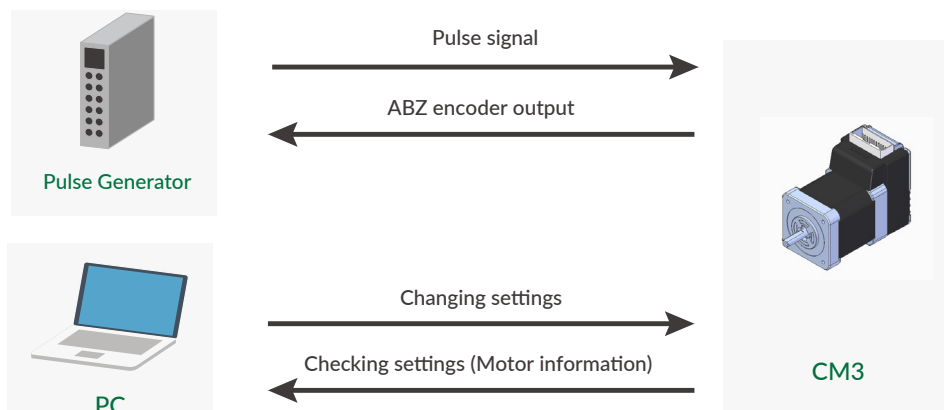 Pulse signal
ABZ encoder output
Pulse Generator
Changing settings
Checking settings (Motor information)
CM3
PC